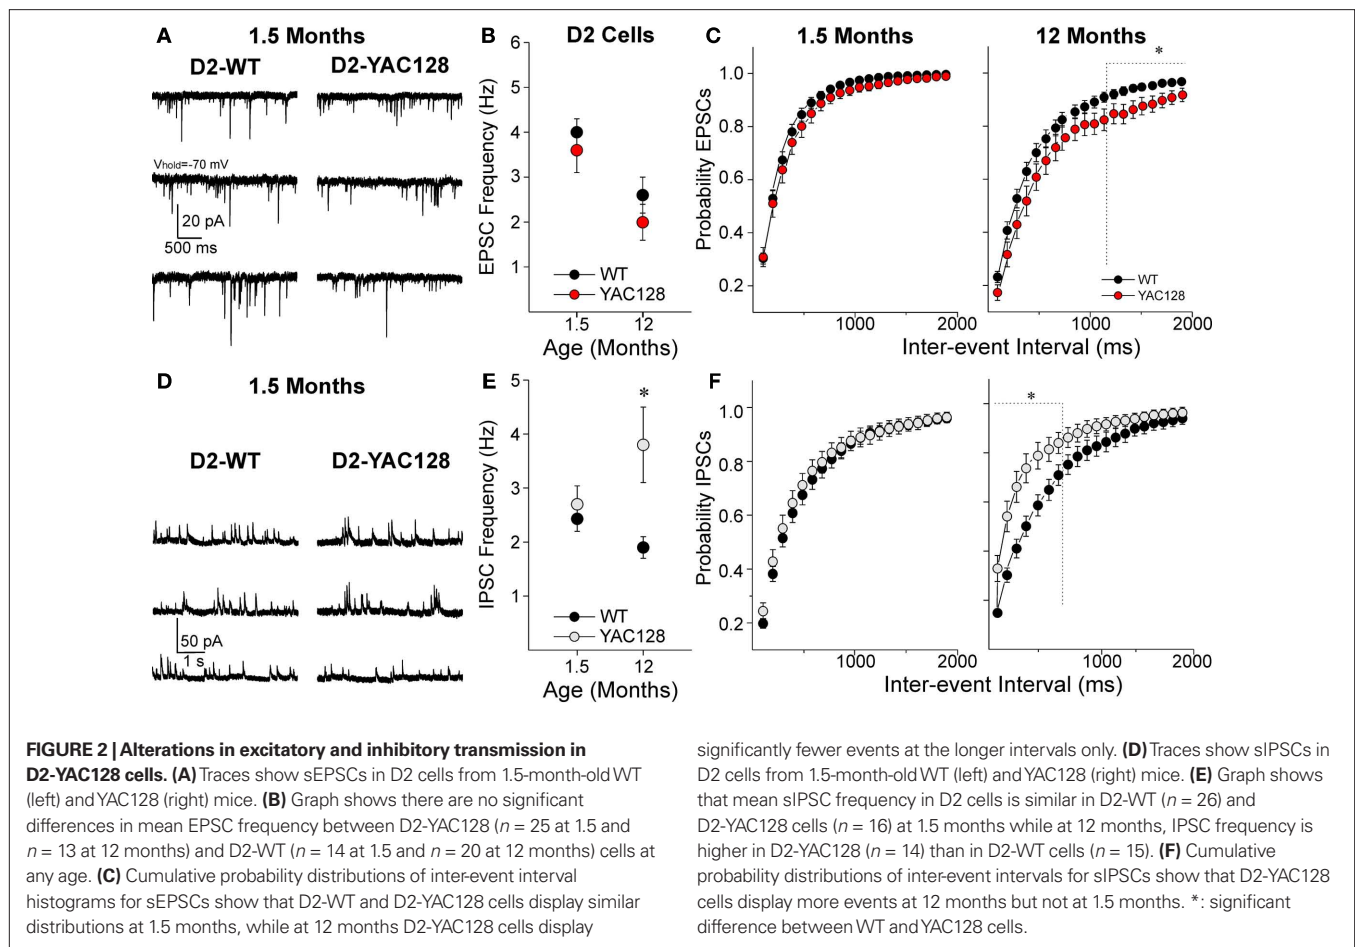 A
1.5 Months
D2-WT
D2-YAC128
Vhold=-70 mV
20 pA
500 ms
B
D2 Cells
EPSC Frequency (Hz)
6
5
4
3
2
1
WT
YAC128
1.5
12
Age (Months)
C
1.5 Months
12 Months
*
Probability EPSCs
1.0
0.8
0.6
0.4
0.2
WT
YAC128
1000
2000
1000
2000
Inter-event Interval (ms)
D
1.5 Months
D2-WT
D2-YAC128
50 pA
1 s
E
*
IPSC Frequency (Hz)
5
4
3
2
1
WT
YAC128
1.5
12
Age (Months)
F
*
Probability IPSCs
1.0
0.8
0.6
0.4
0.2
1000
2000
1000
2000
Inter-event Interval (ms)
FIGURE 2 | Alterations in excitatory and inhibitory transmission in
D2-YAC128 cells. (A) Traces show sEPSCs in D2 cells from 1.5-month-old WT
(left) and YAC128 (right) mice. (B) Graph shows there are no significant
differences in mean EPSC frequency between D2-YAC128 (n = 25 at 1.5 and
n = 13 at 12 months) and D2-WT (n = 14 at 1.5 and n = 20 at 12 months) cells at
any age. (C) Cumulative probability distributions of inter-event interval
histograms for sEPSCs show that D2-WT and D2-YAC128 cells display similar
distributions at 1.5 months, while at 12 months D2-YAC128 cells display
significantly fewer events at the longer intervals only. (D) Traces show sIPSCs in
D2 cells from 1.5-month-old WT (left) and YAC128 (right) mice. (E) Graph shows
that mean sIPSC frequency in D2 cells is similar in D2-WT (n = 26) and
D2-YAC128 cells (n = 16) at 1.5 months while at 12 months, IPSC frequency is
higher in D2-YAC128 (n = 14) than in D2-WT cells (n = 15). (F) Cumulative
probability distributions of inter-event intervals for sIPSCs show that D2-YAC128
cells display more events at 12 months but not at 1.5 months. *: significant
difference between WT and YAC128 cells.